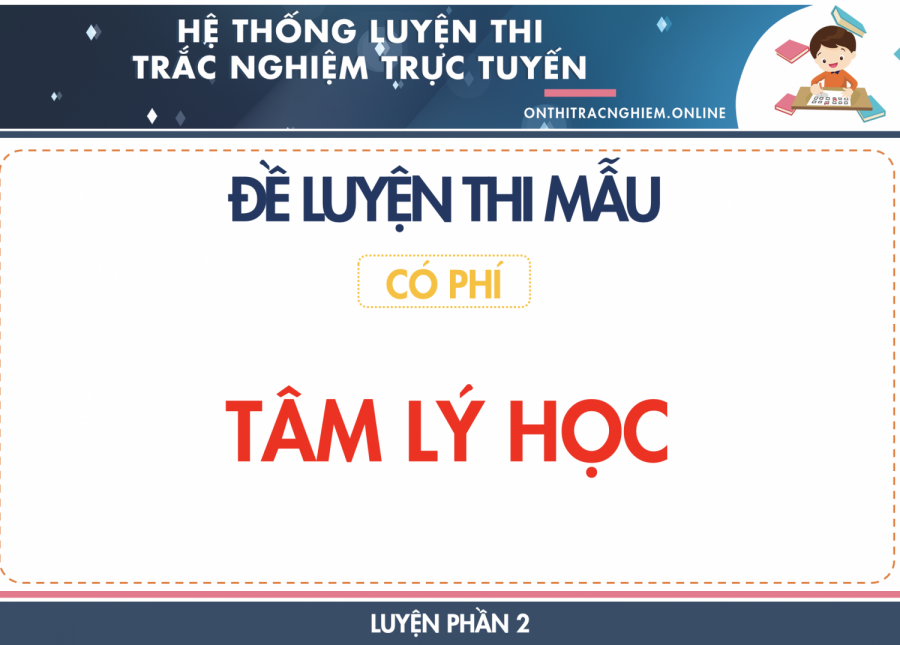 HỆ THỐNG LUYỆN THI
TRẮC NGHIỆM TRỰC TUYẾN
ONTHITRACNGHIEM.ONLINE
ĐỀ LUYỆN THI MẪU
CÓ PHÍ
TÂM LÝ HỌC
LUYỆN PHẦN 2